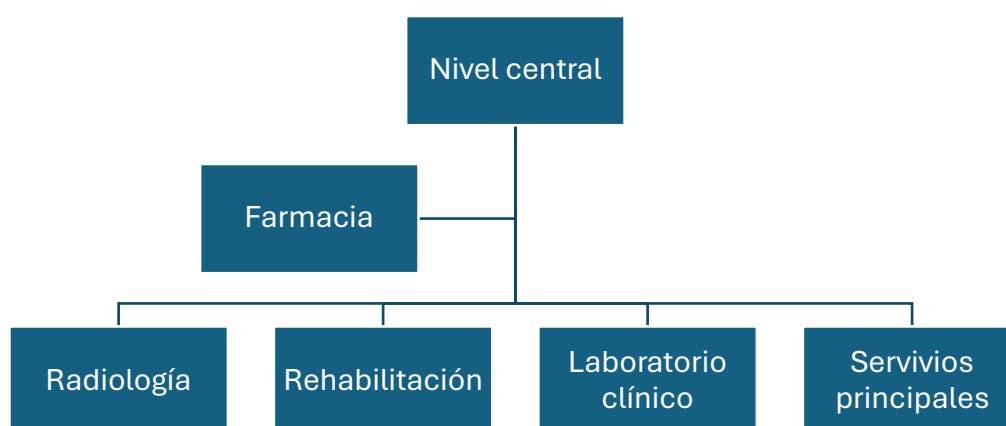 Nivel central
Farmacia
Radiología
Rehabilitación
Laboratorio
clínico
Servivios
principales